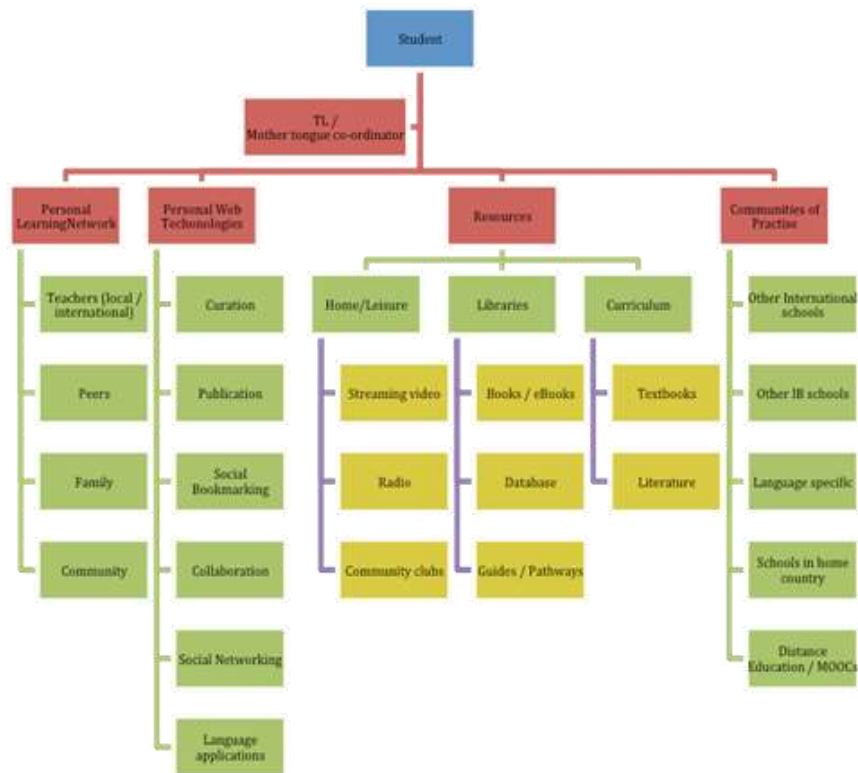 Student
TL /
Mother tongue co-ordinator
Personal
LearningNetwork
Personal Web
Techonologies
Resources
Communities of
Practise
Teachers (local /
international)
Peers
Family
Community
Curation
Publication
Social
Bookmarking
Collaboration
Social Networking
Language
applications
Home/Leisure
Streaming video
Radio
Community clubs
Libraries
Books / eBooks
Database
Guides / Pathways
Curriculum
Textbooks
Literature
Other International
schools
Other IB schools
Language specific
Schools in home
country
Distance
Education / MOOCs